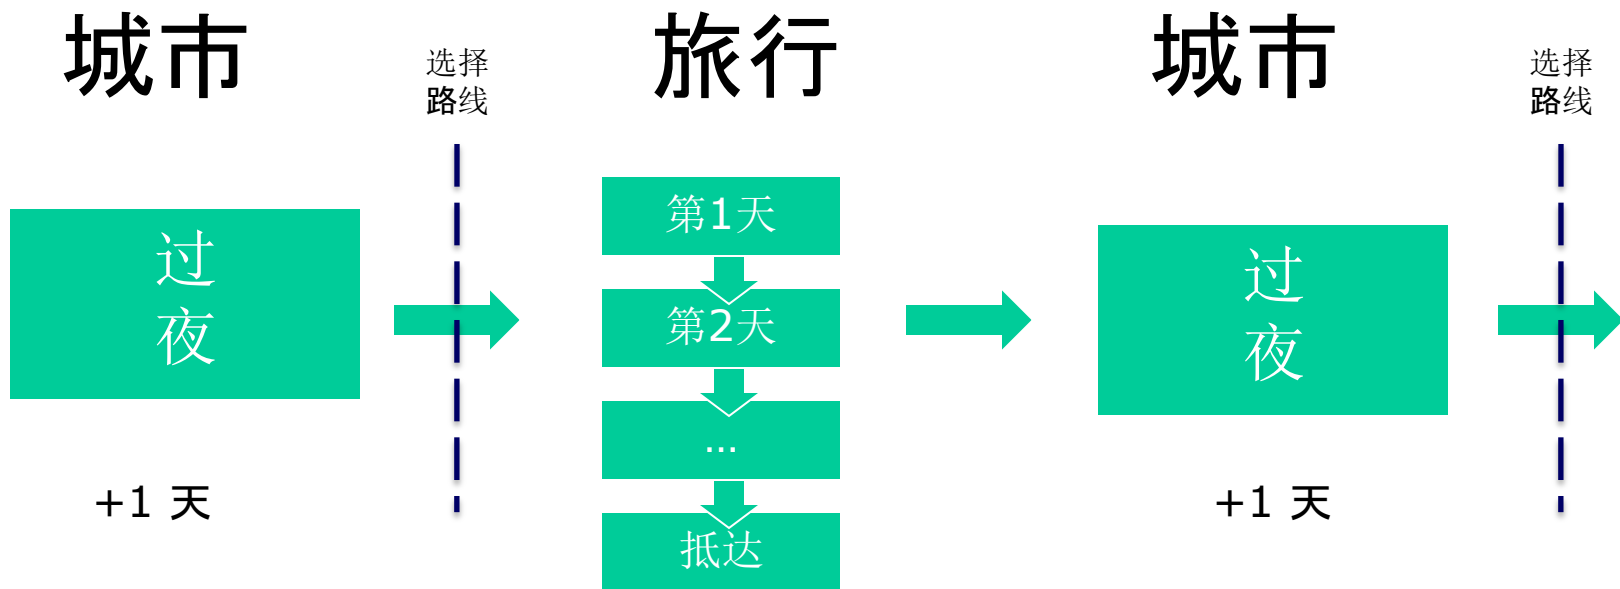 城市
选择
路线
旅行
城市
选择
路线
过
夜
第1天
第2天
...
抵达
过
夜
+1 天
+1 天